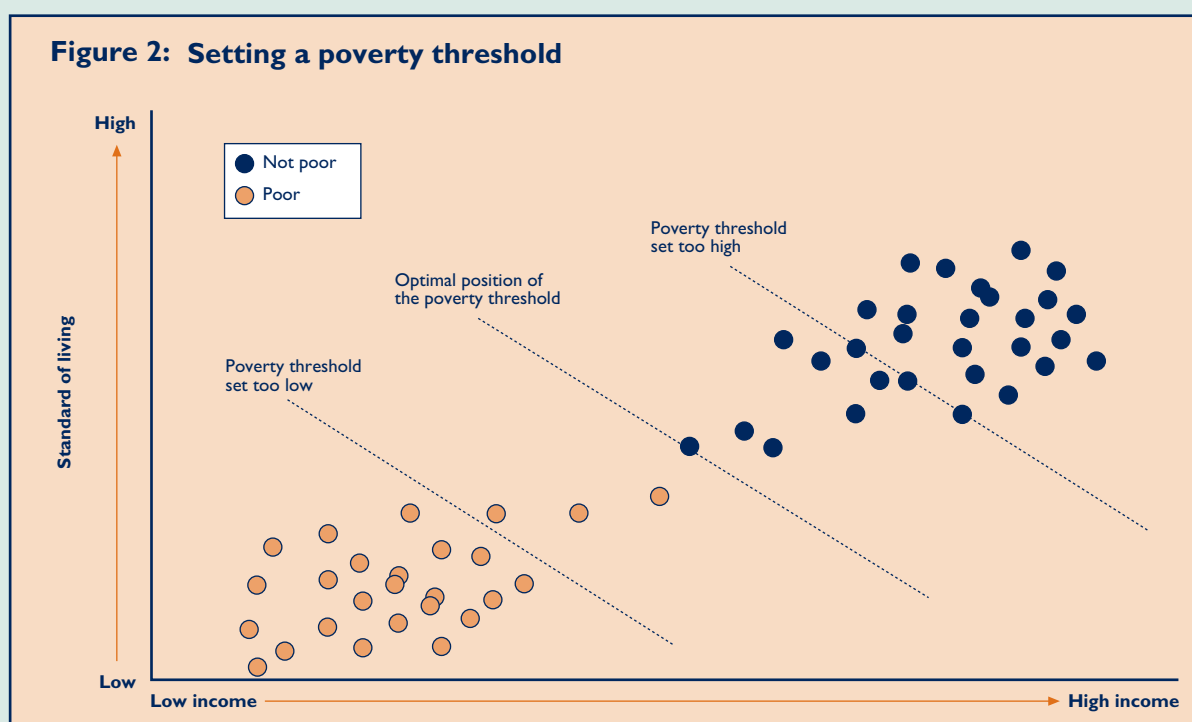 Figure 2: Setting a poverty threshold
High
Not poor
Poor
Poverty threshold
set too high
Optimal position of
the poverty threshold
Poverty threshold
set too low
Standard of living
Low
Low income
High income